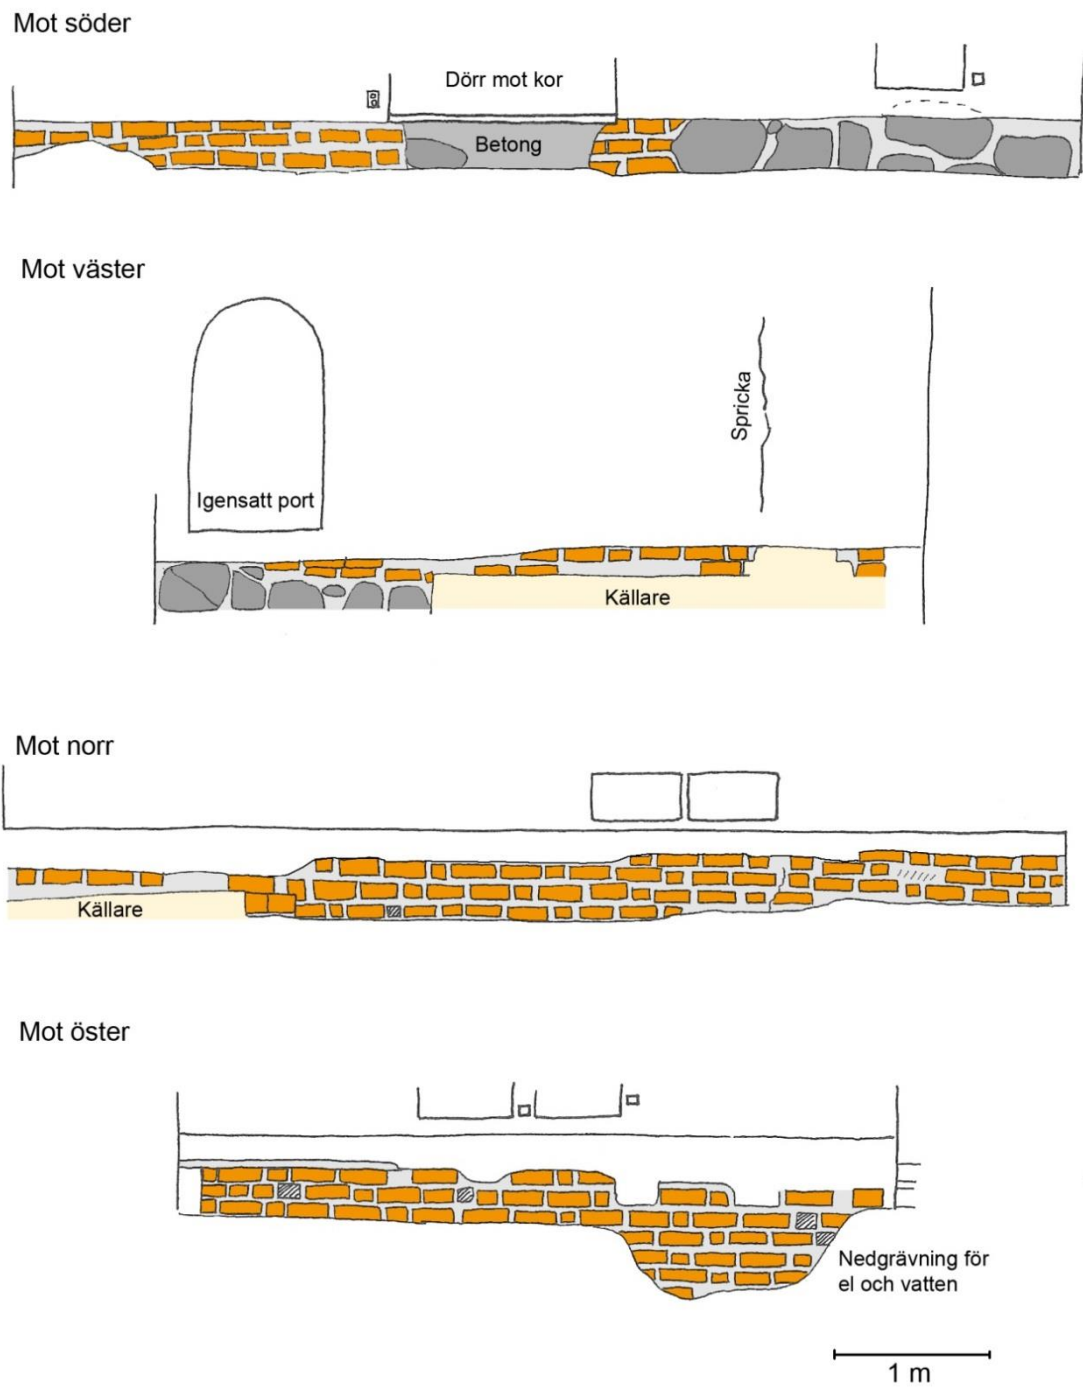 Mot söder
Dörr mot kor
Betong
Mot väster
Spricka
Igensatt port
Källare
Mot norr
Källare
Mot öster
Nedgrävning för
el och vatten
1 m